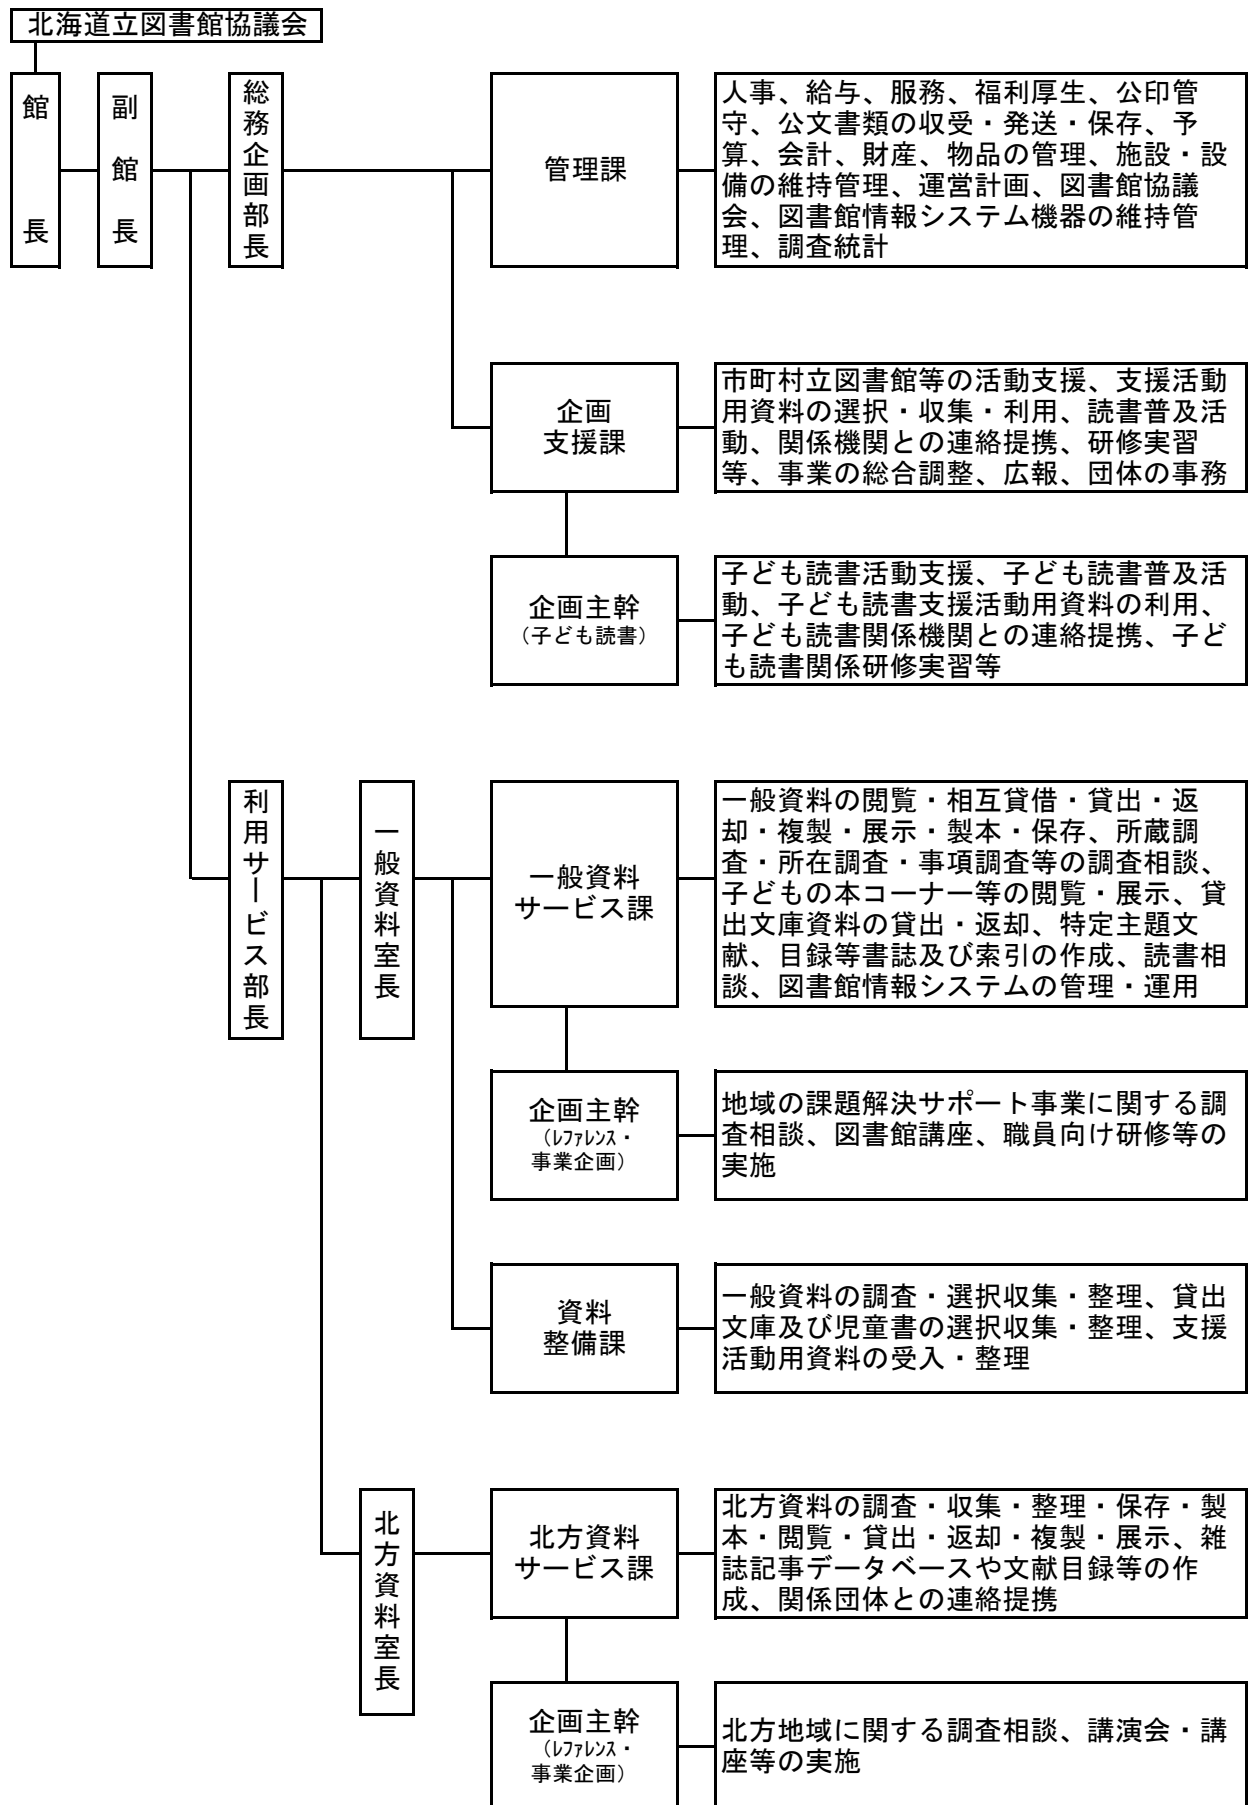 北海道立図書館協議会
館長
副館長
総務企画部長
管理課
人事、給与、服務、福利厚生、公印管
守、公文書類の収受・発送・保存、予
算、会計、財産、物品の管理、施設・設
備の維持管理、運営計画、図書館協議
会、図書館情報システム機器の維持管
理、調査統計
企画
支援課
市町村立図書館等の活動支援、支援活動
用資料の選択・収集・利用、読書普及活
動、関係機関との連絡提携、研修実習
等、事業の総合調整、広報、団体の事務
企画主幹
（子ども読書）
子ども読書活動支援、子ども読書普及活
動、子ども読書支援活動用資料の利用、
子ども読書関係機関との連絡提携、子ど
も読書関係研修実習等
利用サービス部長
一般資料室長
一般資料
サービス課
一般資料の閲覧・相互貸借・貸出・返
却・複製・展示・製本・保存、所蔵調
査・所在調査・事項調査等の調査相談、
子どもの本コーナー等の閲覧・展示、貸
出文庫資料の貸出・返却、特定主題文
献、目録等書誌及び索引の作成、読書相
談、図書館情報システムの管理・運用
企画主幹
（ﾚﾌｧﾚﾝｽ・
事業企画）
地域の課題解決サポート事業に関する調
査相談、図書館講座、職員向け研修等の
実施
資料
整備課
一般資料の調査・選択収集・整理、貸出
文庫及び児童書の選択収集・整理、支援
活動用資料の受入・整理
北方資料室長
北方資料
サービス課
北方資料の調査・収集・整理・保存・製
本・閲覧・貸出・返却・複製・展示、雑
誌記事データベースや文献目録等の作
成、関係団体との連絡提携
企画主幹
（ﾚﾌｧﾚﾝｽ・
事業企画）
北方地域に関する調査相談、講演会・講
座等の実施